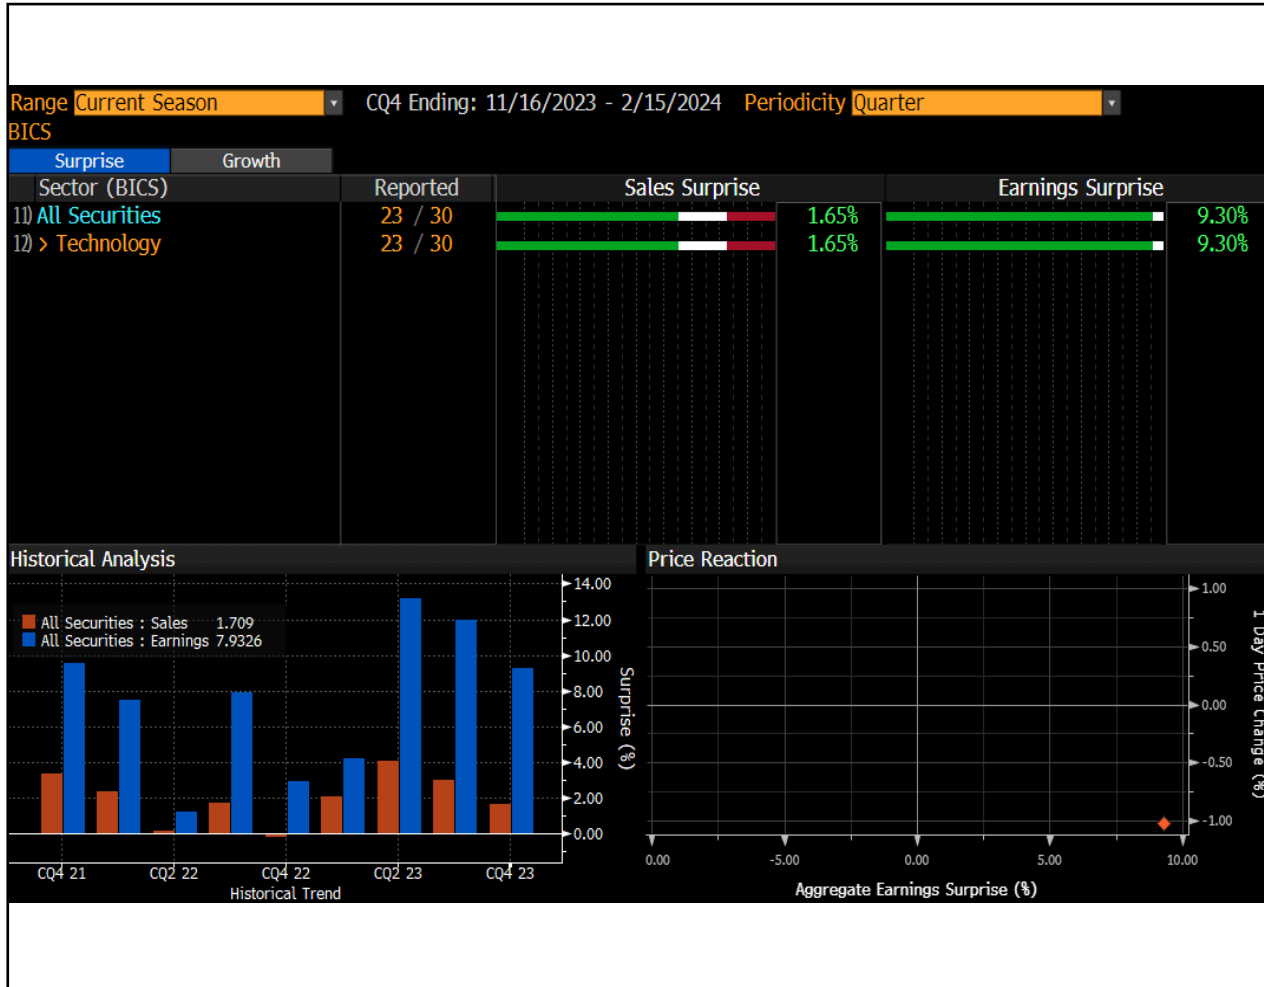 Range Current Season CQ4 Ending: 11/16/2023 - 2/15/2024 Periodicity Quarter
BICS
Surprise Growth
Sector (BICS) Reported Sales Surprise Earnings Surprise
11) All Securities 23 / 30 1.65% 9.30%
12) > Technology 23 / 30 1.65% 9.30%
Historical Analysis
All Securities : Sales 1.709
All Securities : Earnings 7.9326
14.00
12.00
10.00
8.00
6.00
4.00
2.00
0.00
Surprise (%)
CQ4 21 CQ2 22 CQ4 22 CQ2 23 CQ4 23
Historical Trend
Price Reaction
1.00
0.50
0.00
-0.50
-1.00
1 Day Price Change (%)
0.00 -5.00 0.00 5.00 10.00
Aggregate Earnings Surprise (%)